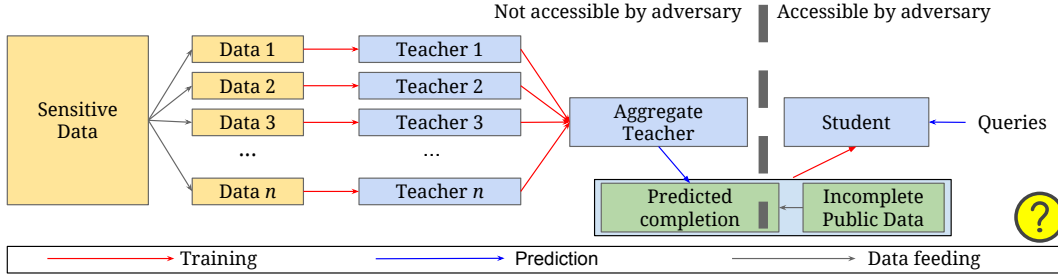 Not accessible by adversary
Accessible by adversary
Sensitive
Data
Data 1
Data 2
Data 3
...
Data n
Teacher 1
Teacher 2
Teacher 3
...
Teacher n
Aggregate
Teacher
Student
Queries
Predicted
completion
Incomplete
Public Data
?
Training
Prediction
Data feeding